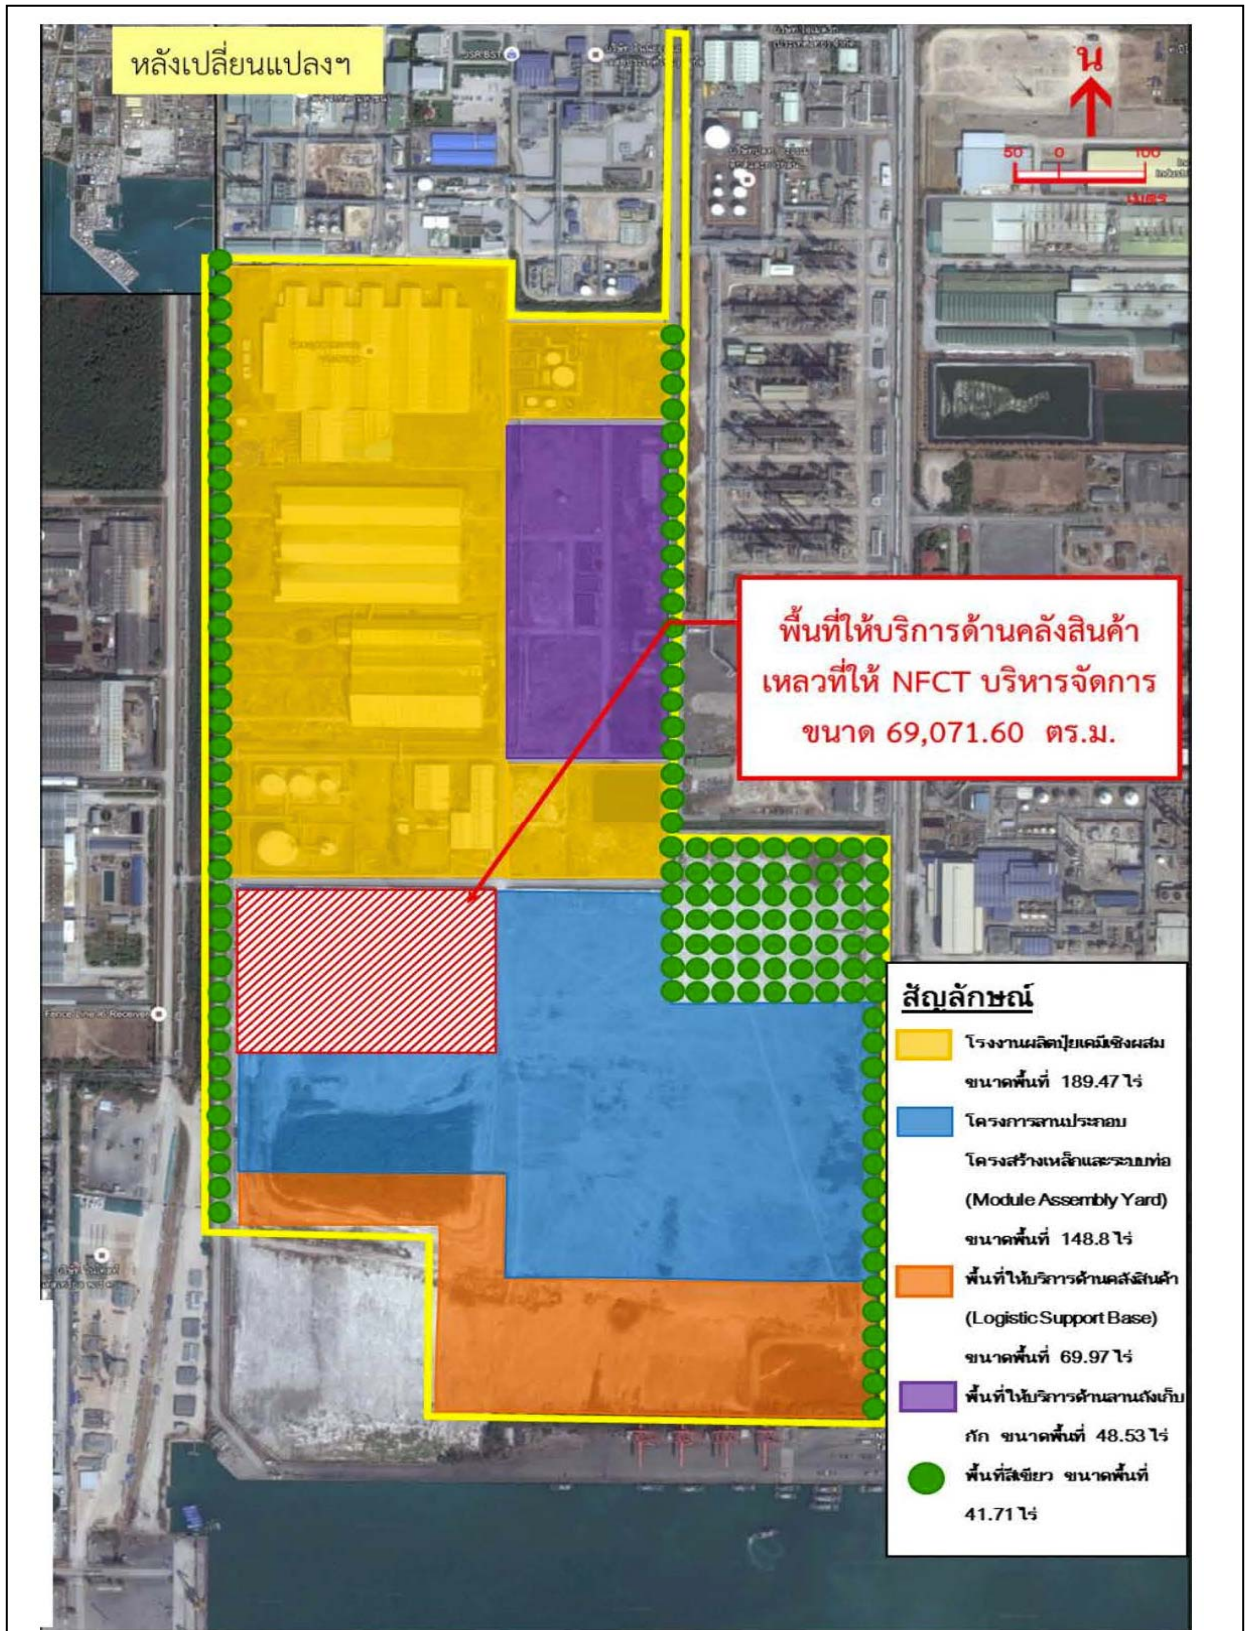 หลังเปลี่ยนแปลงฯ
JSR BST
น
50 0 100
เมตร
พื้นที่ให้บริการด้านคลังสินค้า
เหลวที่ให้ NFCT บริหารจัดการ
ขนาด 69,071.60 ตร.ม.
Fence Line 16 Receiver
สัญลักษณ์
โรงงานผลิตปุ๋ยเคมีเชิงผสม
ขนาดพื้นที่ 189.47 ไร่
โครงการลานประกอบ
โครงสร้างเหล็กและระบบท่อ
(Module Assembly Yard)
ขนาดพื้นที่ 148.8 ไร่
พื้นที่ให้บริการด้านคลังสินค้า
(Logistic Support Base)
ขนาดพื้นที่ 69.97 ไร่
พื้นที่ให้บริการด้านลานถังเก็บ
กัก ขนาดพื้นที่ 48.53 ไร่
พื้นที่สีเขียว ขนาดพื้นที่
41.71 ไร่